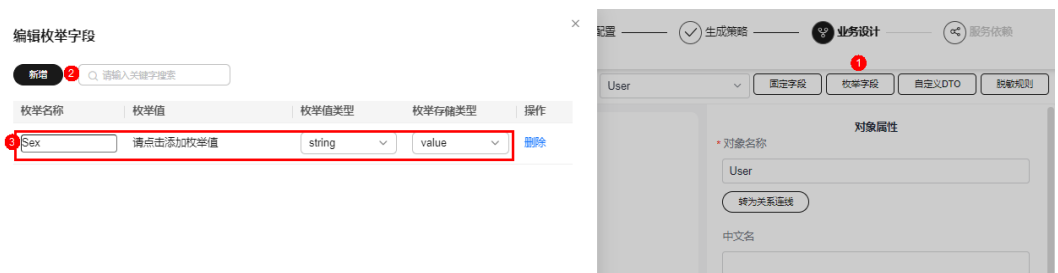 编辑枚举字段
×
新增
2
请输入关键字搜索
枚举名称 枚举值 枚举值类型 枚举存储类型 操作
3 Sex 请点击添加枚举值 string value 删除
配置 生成策略 业务设计 服务依赖
1
User 固定字段 枚举字段 自定义DTO 脱敏规则
对象属性
* 对象名称
User
转为关系连线
中文名